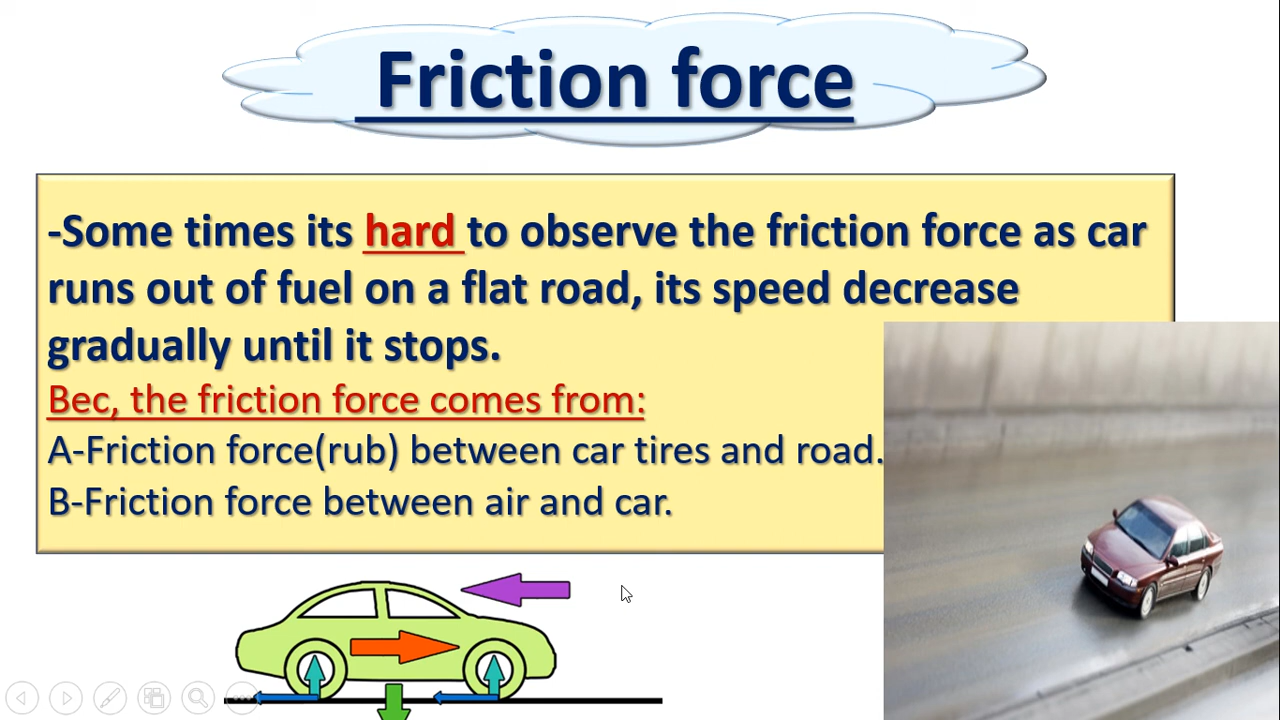 Friction force
-Some times its hard to observe the friction force as car
runs out of fuel on a flat road, its speed decrease
gradually until it stops.
Bec, the friction force comes from:
A-Friction force(rub) between car tires and road.
B-Friction force between air and car.